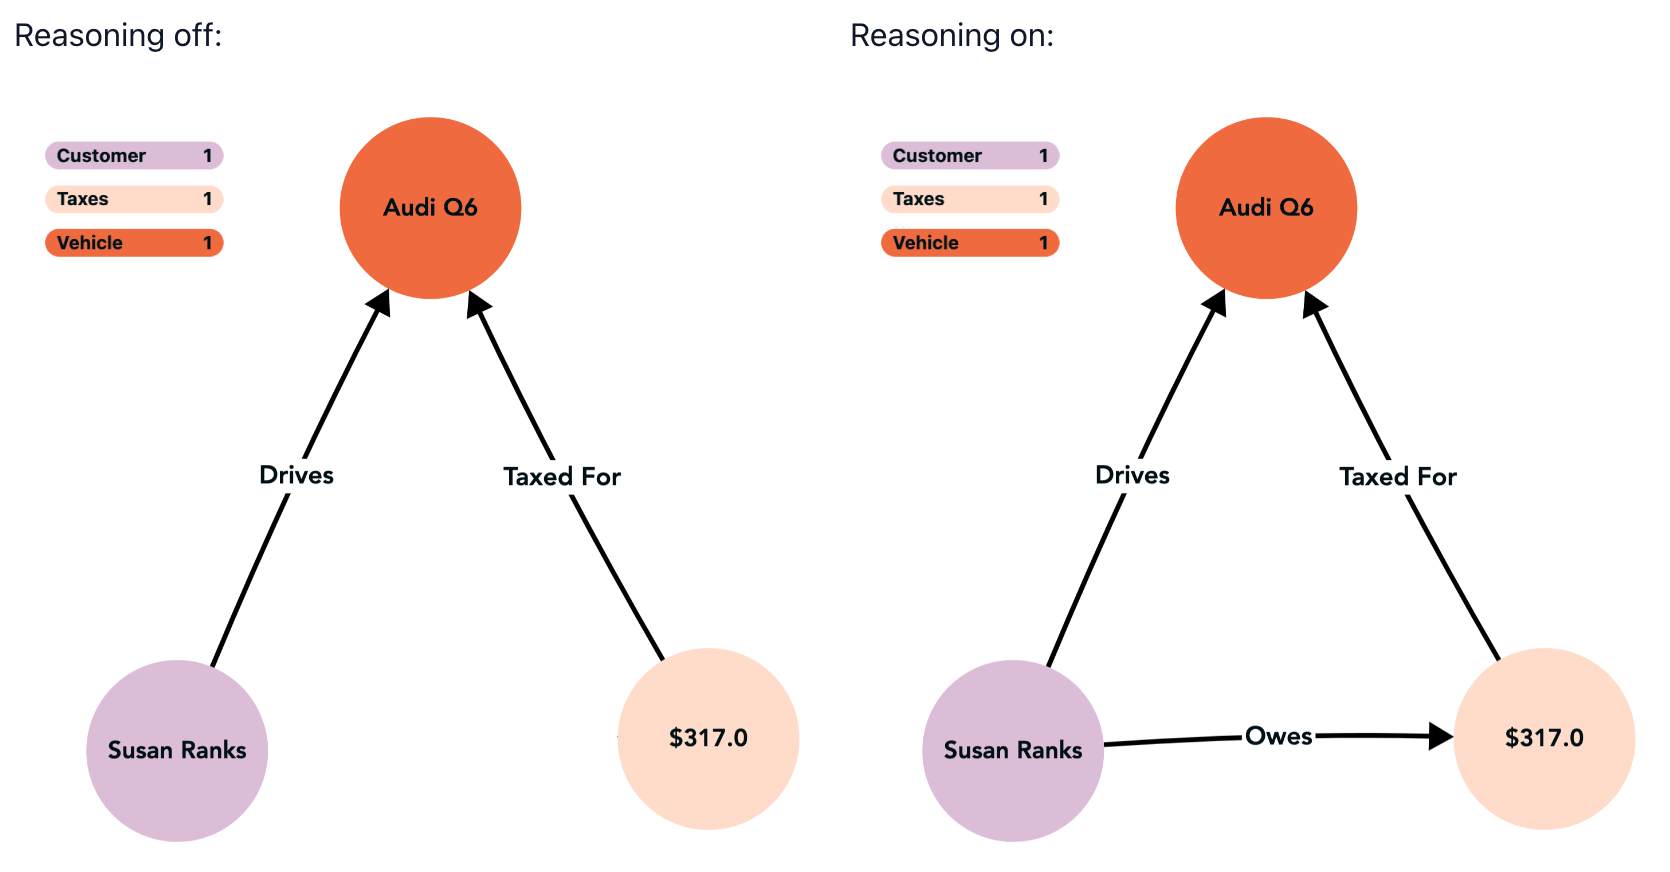 Reasoning off:
Customer 1
Taxes 1
Vehicle 1
Audi Q6
Drives
Taxed For
Susan Ranks
$317.0
Reasoning on:
Customer 1
Taxes 1
Vehicle 1
Audi Q6
Drives
Taxed For
Susan Ranks
Owes
$317.0